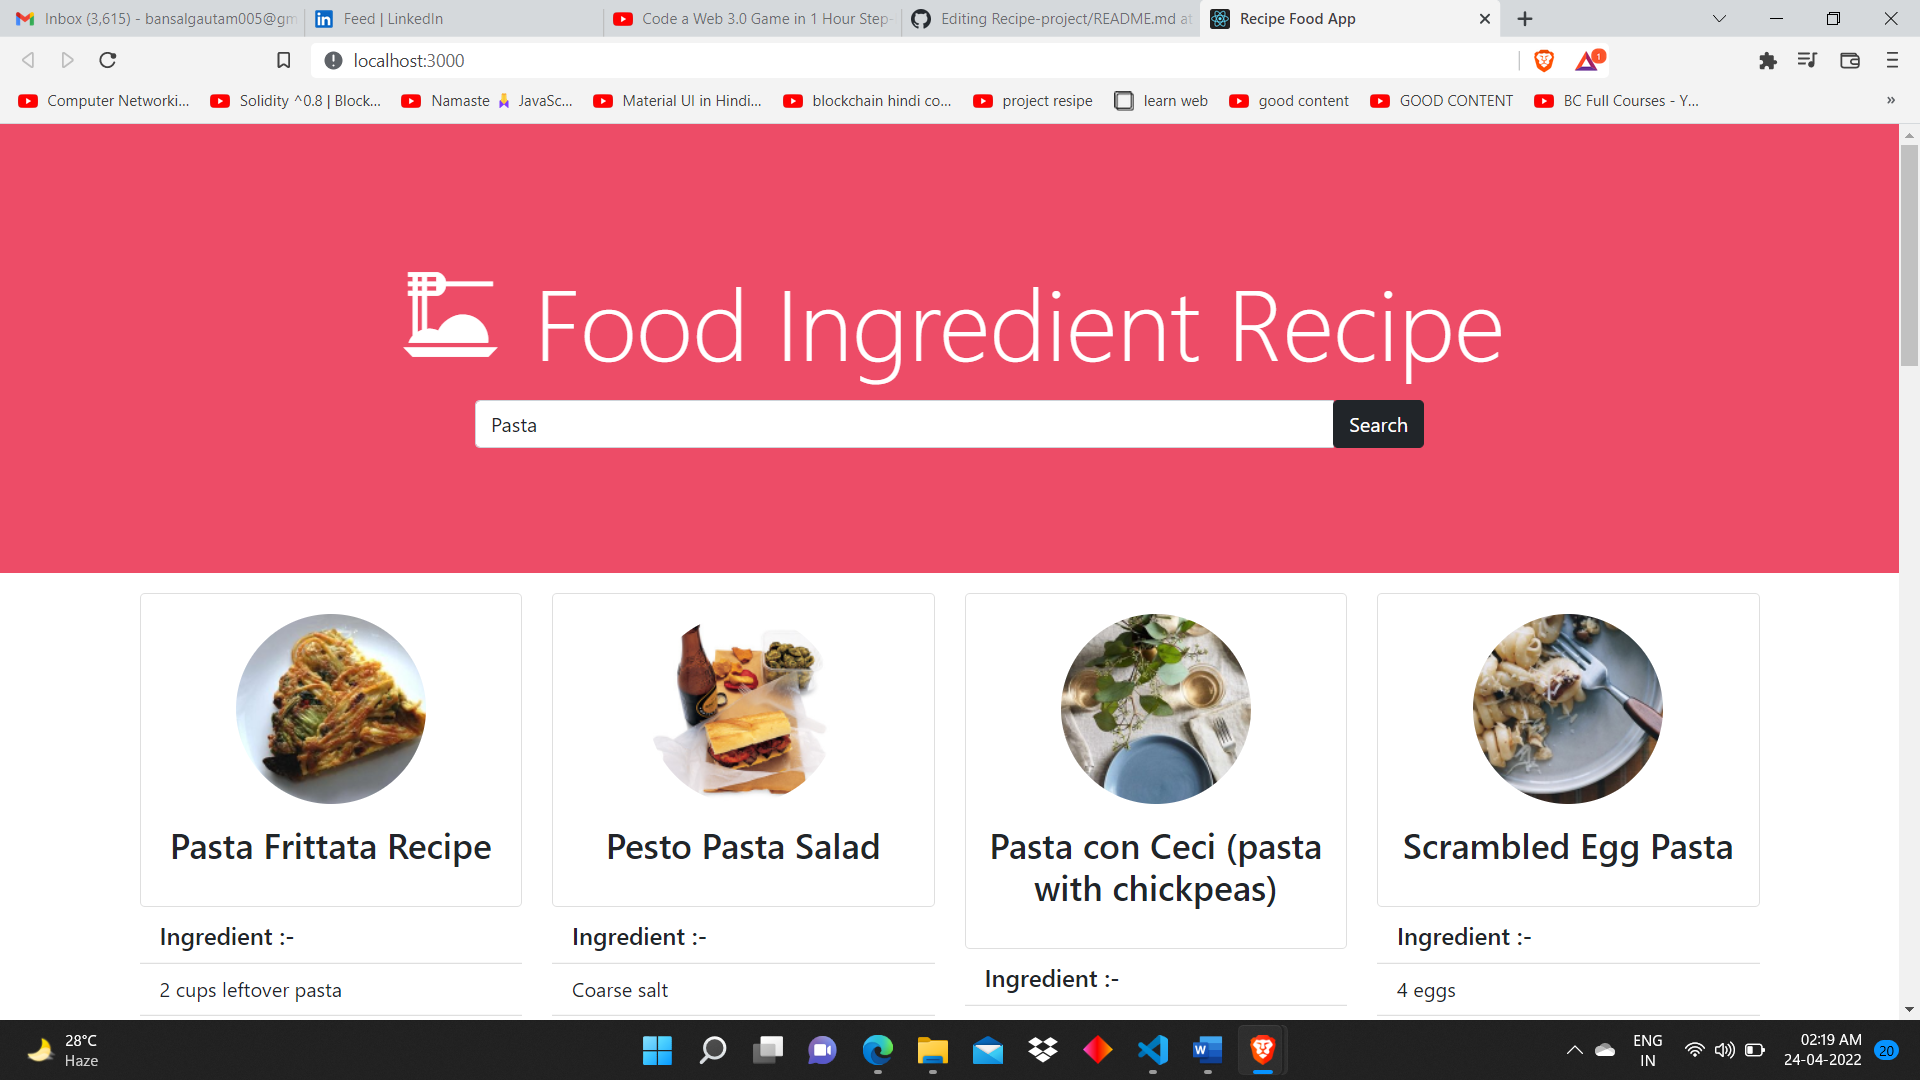 Inbox (3,615) - bansalgautam005@gm
Feed | LinkedIn
Code a Web 3.0 Game in 1 Hour Step-
Editing Recipe-project/README.md at
Recipe Food App
localhost:3000
1
Computer Networki...
Solidity ^0.8 | Block...
Namaste 🙏 JavaSc...
Material UI in Hindi...
blockchain hindi co...
project resipe
learn web
good content
GOOD CONTENT
BC Full Courses - Y...
»
Food Ingredient Recipe
Pasta
Search
Pasta Frittata Recipe
Ingredient :-
2 cups leftover pasta
Pesto Pasta Salad
Ingredient :-
Coarse salt
Pasta con Ceci (pasta
with chickpeas)
Ingredient :-
Scrambled Egg Pasta
Ingredient :-
4 eggs
28°C
Haze
ENG
IN
02:19 AM
24-04-2022
20